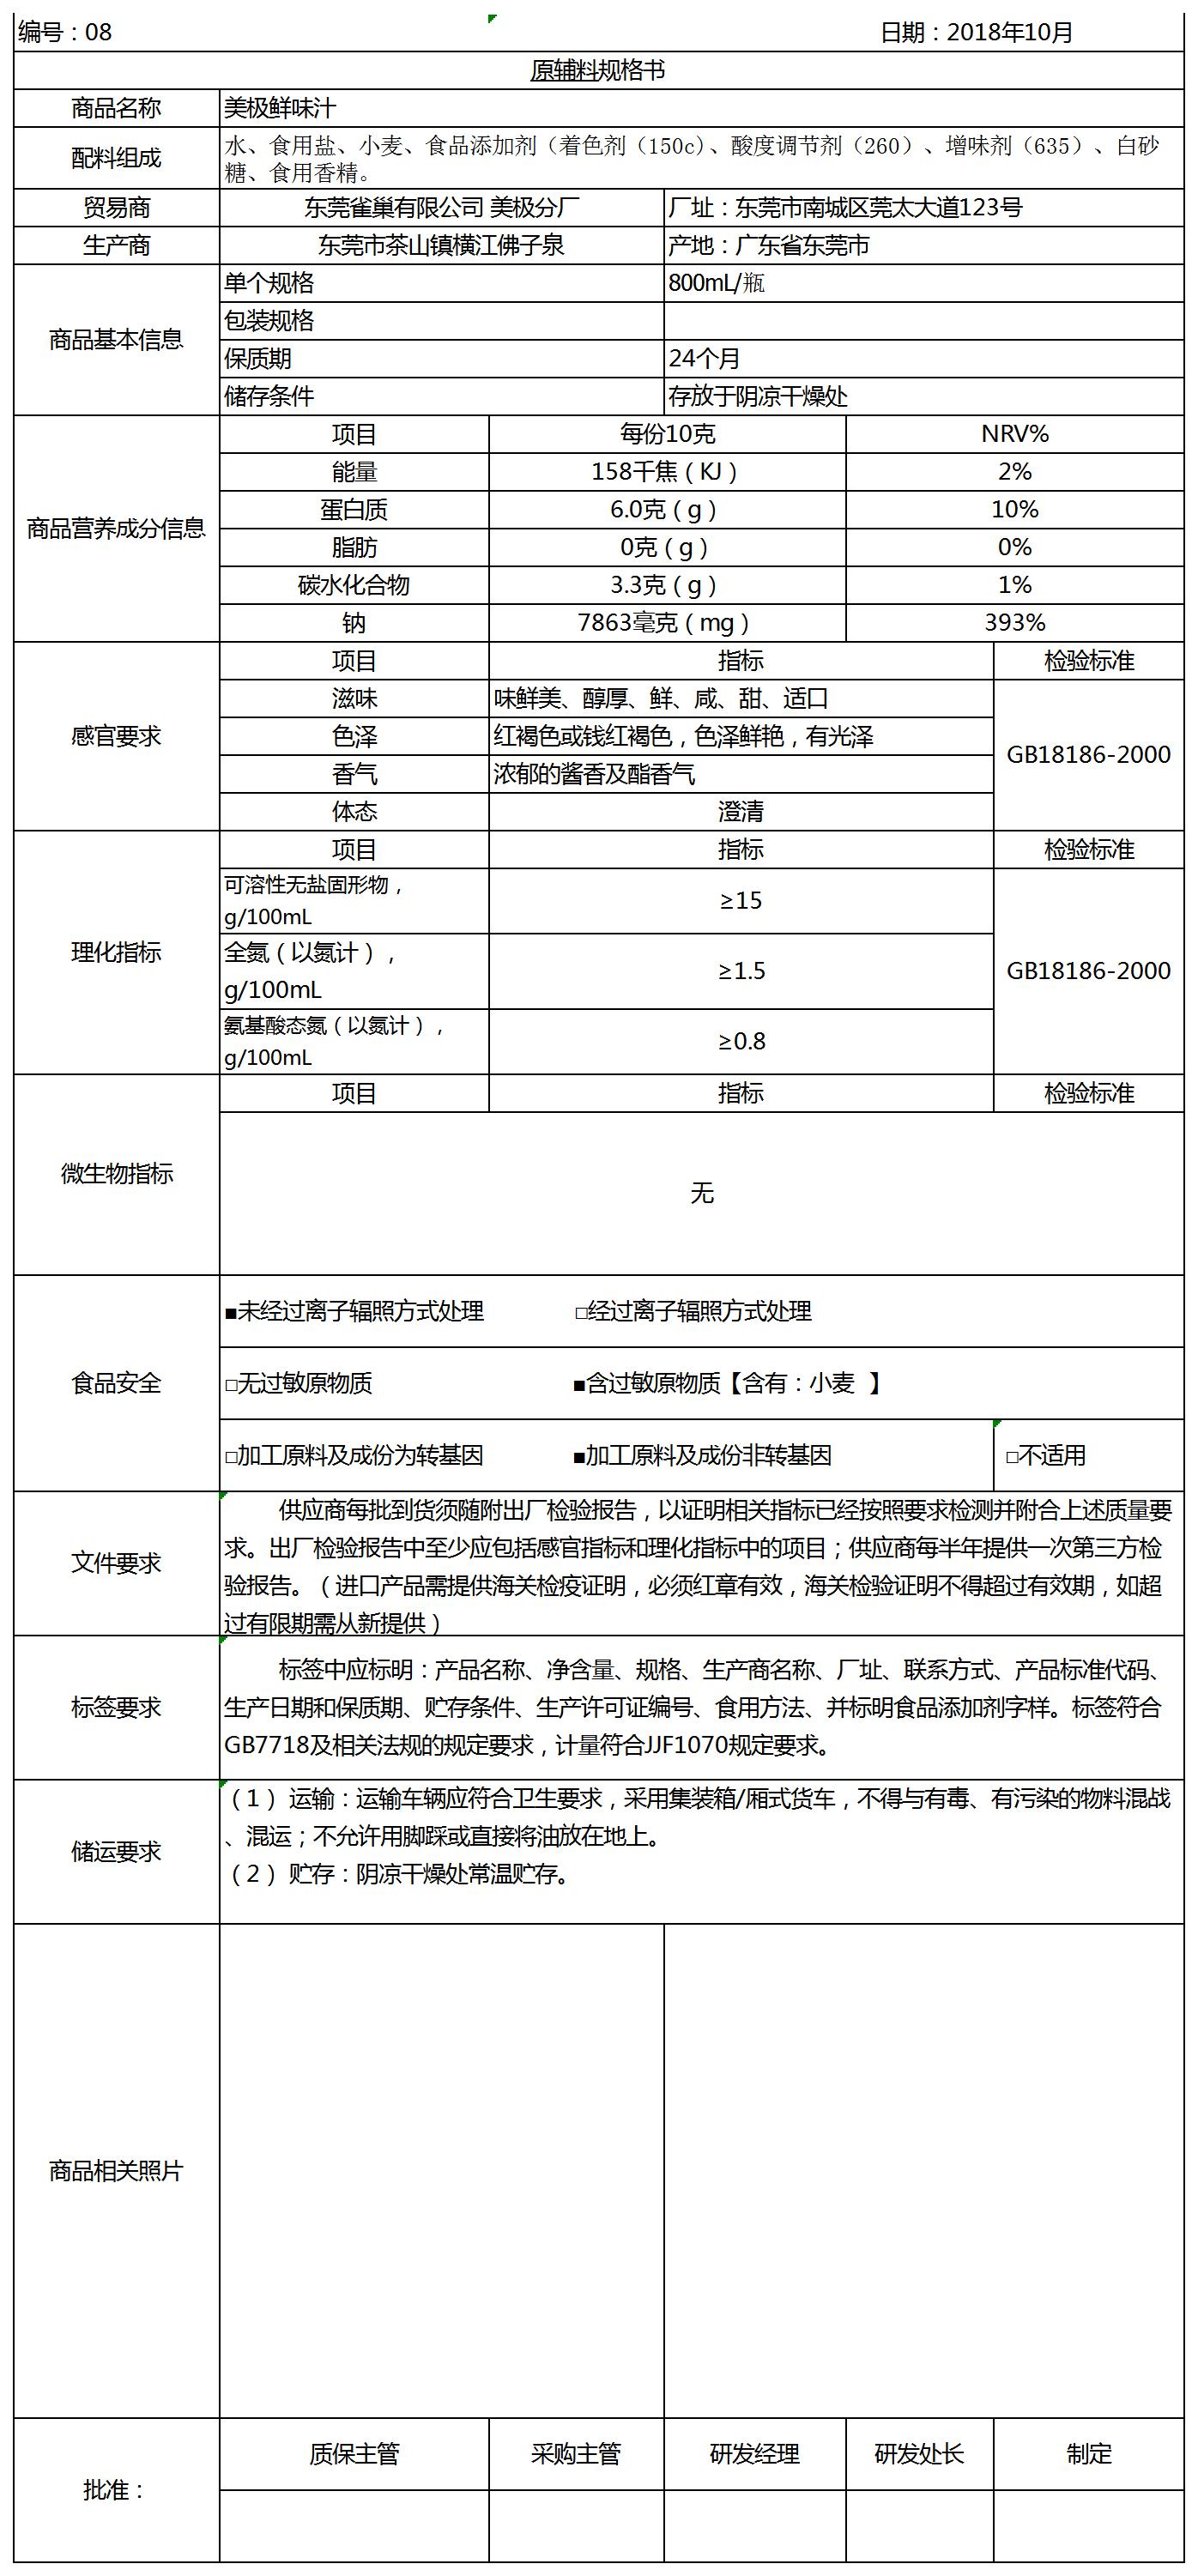 编号：08 日期：2018年10月
原辅料规格书
商品名称 美极鲜味汁
配料组成 水、食用盐、小麦、食品添加剂（着色剂（150c）、酸度调节剂（260）、增味剂（635）、白砂
糖、食用香精。
贸易商 东莞雀巢有限公司 美极分厂 厂址：东莞市南城区莞太大道123号
生产商 东莞市茶山镇横江佛子泉 产地：广东省东莞市
商品基本信息
单个规格 800mL/瓶
包装规格
保质期 24个月
储存条件 存放于阴凉干燥处
商品营养成分信息
项目 每份10克 NRV%
能量 158千焦（KJ） 2%
蛋白质 6.0克（g） 10%
脂肪 0克（g） 0%
碳水化合物 3.3克（g） 1%
钠 7863毫克（mg） 393%
感官要求
项目 指标 检验标准
滋味 味鲜美、醇厚、鲜、咸、甜、适口
色泽 红褐色或钱红褐色，色泽鲜艳，有光泽
GB18186-2000
香气 浓郁的酱香及酯香气
体态 澄清
理化指标
项目 指标 检验标准
可溶性无盐固形物，
g/100mL
≥15
全氮（以氮计），
g/100mL
≥1.5
GB18186-2000
氨基酸态氮（以氮计），
g/100mL
≥0.8
微生物指标
项目 指标 检验标准
无
食品安全
■未经过离子辐照方式处理 □经过离子辐照方式处理
□无过敏原物质 ■含过敏原物质【含有：小麦 】
□加工原料及成份为转基因 ■加工原料及成份非转基因 □不适用
文件要求
供应商每批到货须随附出厂检验报告，以证明相关指标已经按照要求检测并附合上述质量要
求。出厂检验报告中至少应包括感官指标和理化指标中的项目；供应商每半年提供一次第三方检
验报告。（进口产品需提供海关检疫证明，必须红章有效，海关检验证明不得超过有效期，如超
过有限期需从新提供）
标签要求
标签中应标明：产品名称、净含量、规格、生产商名称、厂址、联系方式、产品标准代码、
生产日期和保质期、贮存条件、生产许可证编号、食用方法、并标明食品添加剂字样。标签符合
GB7718及相关法规的规定要求，计量符合JJF1070规定要求。
储运要求
（1）运输：运输车辆应符合卫生要求，采用集装箱/厢式货车，不得与有毒、有污染的物料混战
、混运；不允许用脚踩或直接将油放在地上。
（2）贮存：阴凉干燥处常温贮存。
商品相关照片
批准：
质保主管 采购主管 研发经理 研发处长 制定